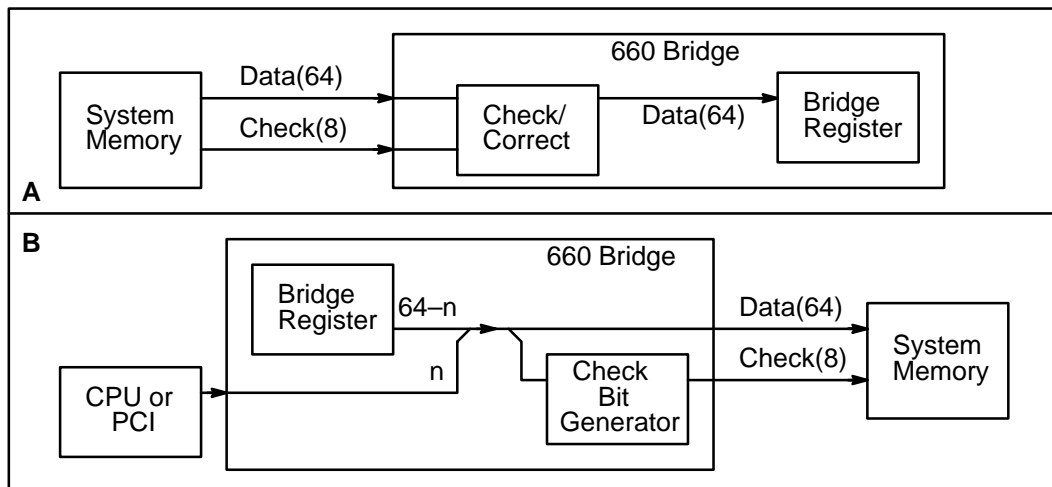 660 Bridge
Data(64)
System
Memory
Check(8)
Check/
Correct
Data(64)
Bridge
Register
A
B
660 Bridge
Bridge
Register
64–n
n
Data(64)
Check(8)
System
Memory
CPU or
PCI
Check
Bit
Generator